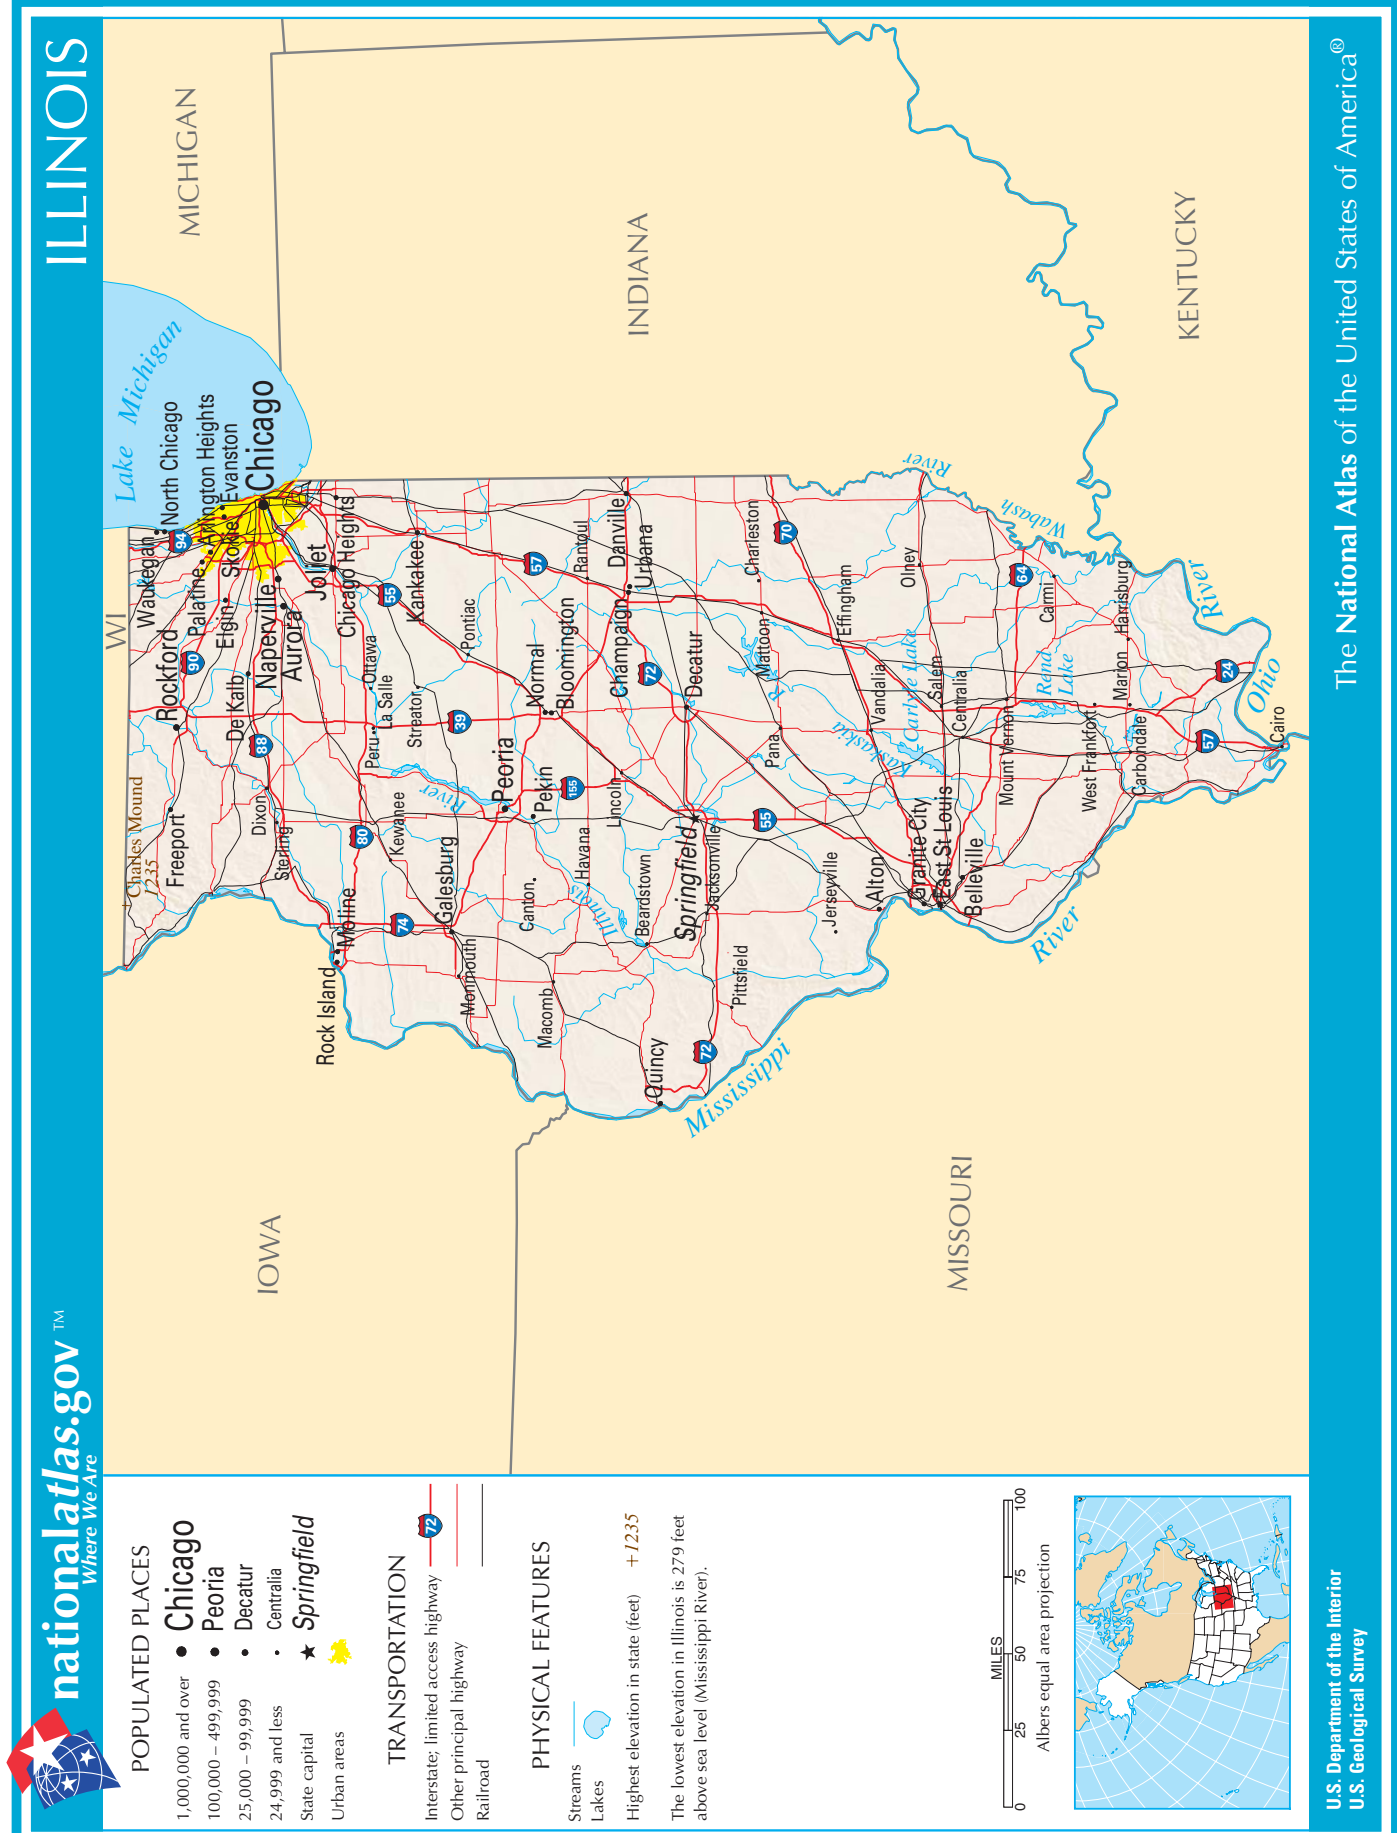 nationalatlas.gov ™
Where We Are
ILLINOIS
POPULATED PLACES
1,000,000 and over Chicago
100,000 – 499,999 Peoria
25,000 – 99,999 Decatur
24,999 and less Centralia
State capital Springfield
Urban areas
TRANSPORTATION
Interstate; limited access highway 72
Other principal highway
Railroad
PHYSICAL FEATURES
Streams
Lakes
Highest elevation in state (feet) +1235
The lowest elevation in Illinois is 279 feet
above sea level (Mississippi River).
MILES
0 25 50 75 100
Albers equal area projection
WI
MICHIGAN
IOWA
INDIANA
MISSOURI
KENTUCKY
Lake Michigan
Charles Mound
1235
Freeport
Rockford
90
Waukegan
94
North Chicago
Palatine
Arlington Heights
Elgin
Skokie
Evanston
De Kalb
Naperville
Chicago
88
Dixon
Sterling
Aurora
Joliet
Rock Island
Moline
80
Chicago Heights
Peru
La Salle
Ottawa
55
Kewanee
74
Streator
Kankakee
Galesburg
River
39
Monmouth
Pontiac
Peoria
57
Canton
Pekin
Normal
Macomb
155
Bloomington
Rantoul
Havana
Illinois
Lincoln
Champaign
Danville
Urbana
Beardstown
72
Quincy
Springfield
Decatur
72
Jacksonville
Pittsfield
Mississippi
55
Mattoon
Charleston
R
Pana
70
Jerseyville
Kaskaskia
Effingham
Alton
Vandalia
Carlyle Lake
Olney
River
Granite City
East St Louis
Salem
Belleville
Centralia
Wabash
Mount Vernon
64
Rend
Lake
Carmi
River
West Frankfort
Marion
Harrisburg
Carbondale
River
57
24
Ohio
Cairo
U.S. Department of the Interior
U.S. Geological Survey
The National Atlas of the United States of America®